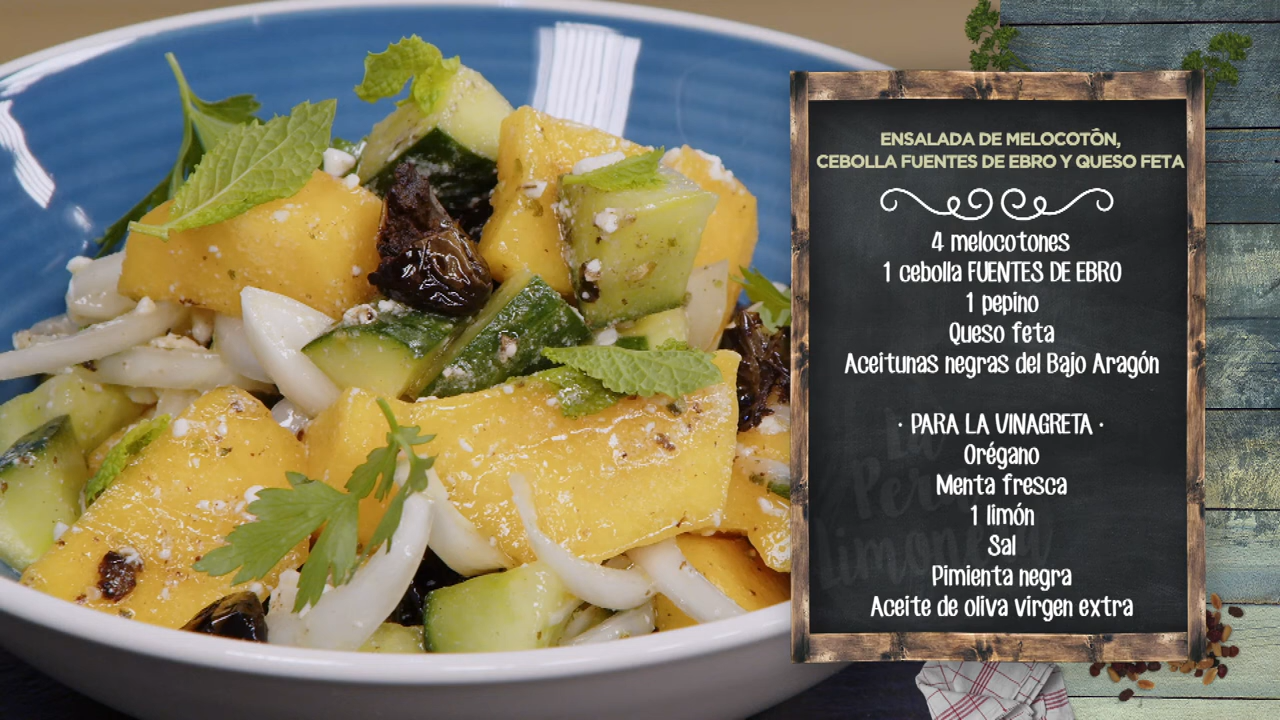 ENSALADA DE MELOCOTÓN,
CEBOLLA FUENTES DE EBRO Y QUESO FETA
4 melocotones
1 cebolla FUENTES DE EBRO
1 pepino
Queso feta
Aceitunas negras del Bajo Aragón
· PARA LA VINAGRETA ·
Orégano
Menta fresca
1 limón
Sal
Pimienta negra
Aceite de oliva virgen extra